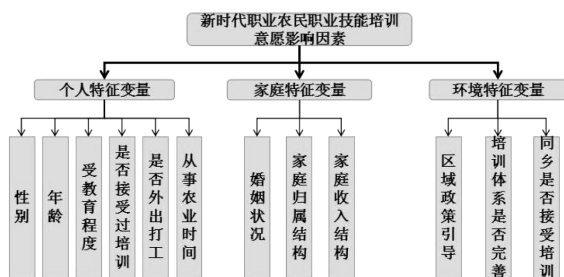 新时代职业农民职业技能培训
意愿影响因素
个人特征变量
家庭特征变量
环境特征变量
性别
年龄
受教育程度
是否接受过培训
是否外出打工
从事农业时间
婚姻状况
家庭归属结构
家庭收入结构
区域政策引导
培训体系是否完善
同乡是否接受培训